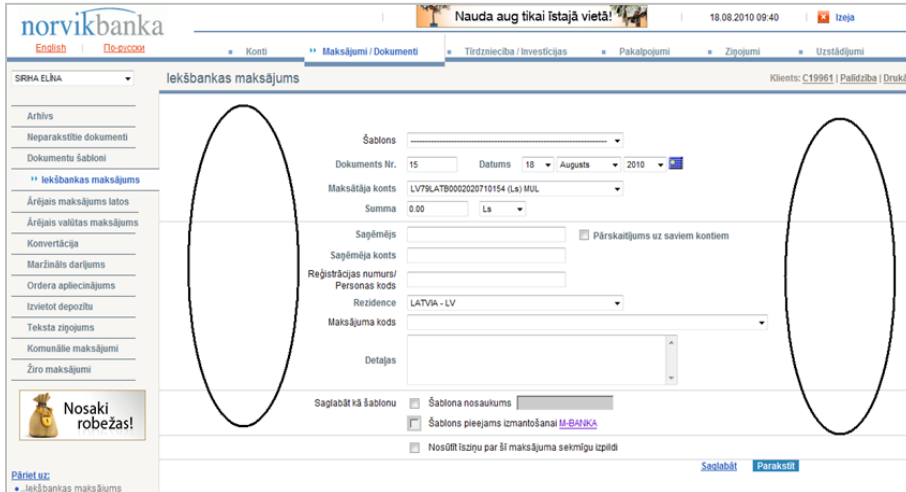 norvikbanka
Nauda aug tikai īstajā vietā!
18.08.2010 09:40
Izeja
English
По-русски
Konti
Maksājumi / Dokumenti
Tirdzniecība / Investīcijas
Pakalpojumi
Ziņojumi
Uzstādījumi
SIRIHA ELĪNA
Iekšbankas maksājums
Klients: C19961 | Palīdzība | Drukā
Arhīvs
Neparakstītie dokumenti
Dokumentu šabloni
Iekšbankas maksājums
Ārējais maksājums latos
Ārējais valūtas maksājums
Konvertācija
Maržināls darījums
Ordera apliecinājums
Izvietot depozītu
Teksta ziņojums
Komunālie maksājumi
Žiro maksājumi
Nosaki
robežas!
Pāriet uz:
..Iekšbankas maksājums
Šablons
Dokuments Nr. 15 Datums 18 Augusts 2010
Maksātāja konts LV79LATB0002020710154 (Ls) MUL
Summa 0.00 Ls
Saņēmējs Pārskaitījums uz saviem kontiem
Saņēmēja konts
Reģistrācijas numurs/
Personas kods
Rezidence LATVIA - LV
Maksājuma kods
Detaļas
Saglabāt kā šablonu Šablona nosaukums
Šablons pieejams izmantošanai M-BANKA
Nosūtīt īsziņu par šī maksājuma sekmīgu izpildi
Saglabāt Parakstīt